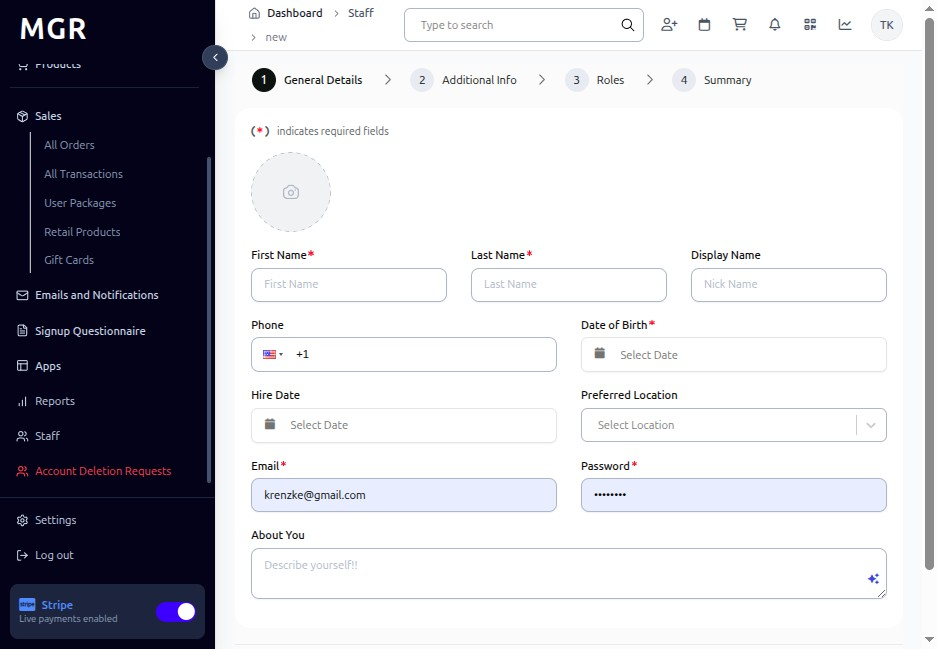 MGR
Products
Sales
All Orders
All Transactions
User Packages
Retail Products
Gift Cards
Emails and Notifications
Signup Questionnaire
Apps
Reports
Staff
Account Deletion Requests
Settings
Log out
stripe Stripe
Live payments enabled
Dashboard > Staff
> new
Type to search
TK
1 General Details > 2 Additional Info > 3 Roles > 4 Summary
(*) indicates required fields
First Name* Last Name* Display Name
First Name Last Name Nick Name
Phone Date of Birth*
+1 Select Date
Hire Date Preferred Location
Select Date Select Location
Email* Password*
krenzke@gmail.com ••••••••
About You
Describe yourself!!